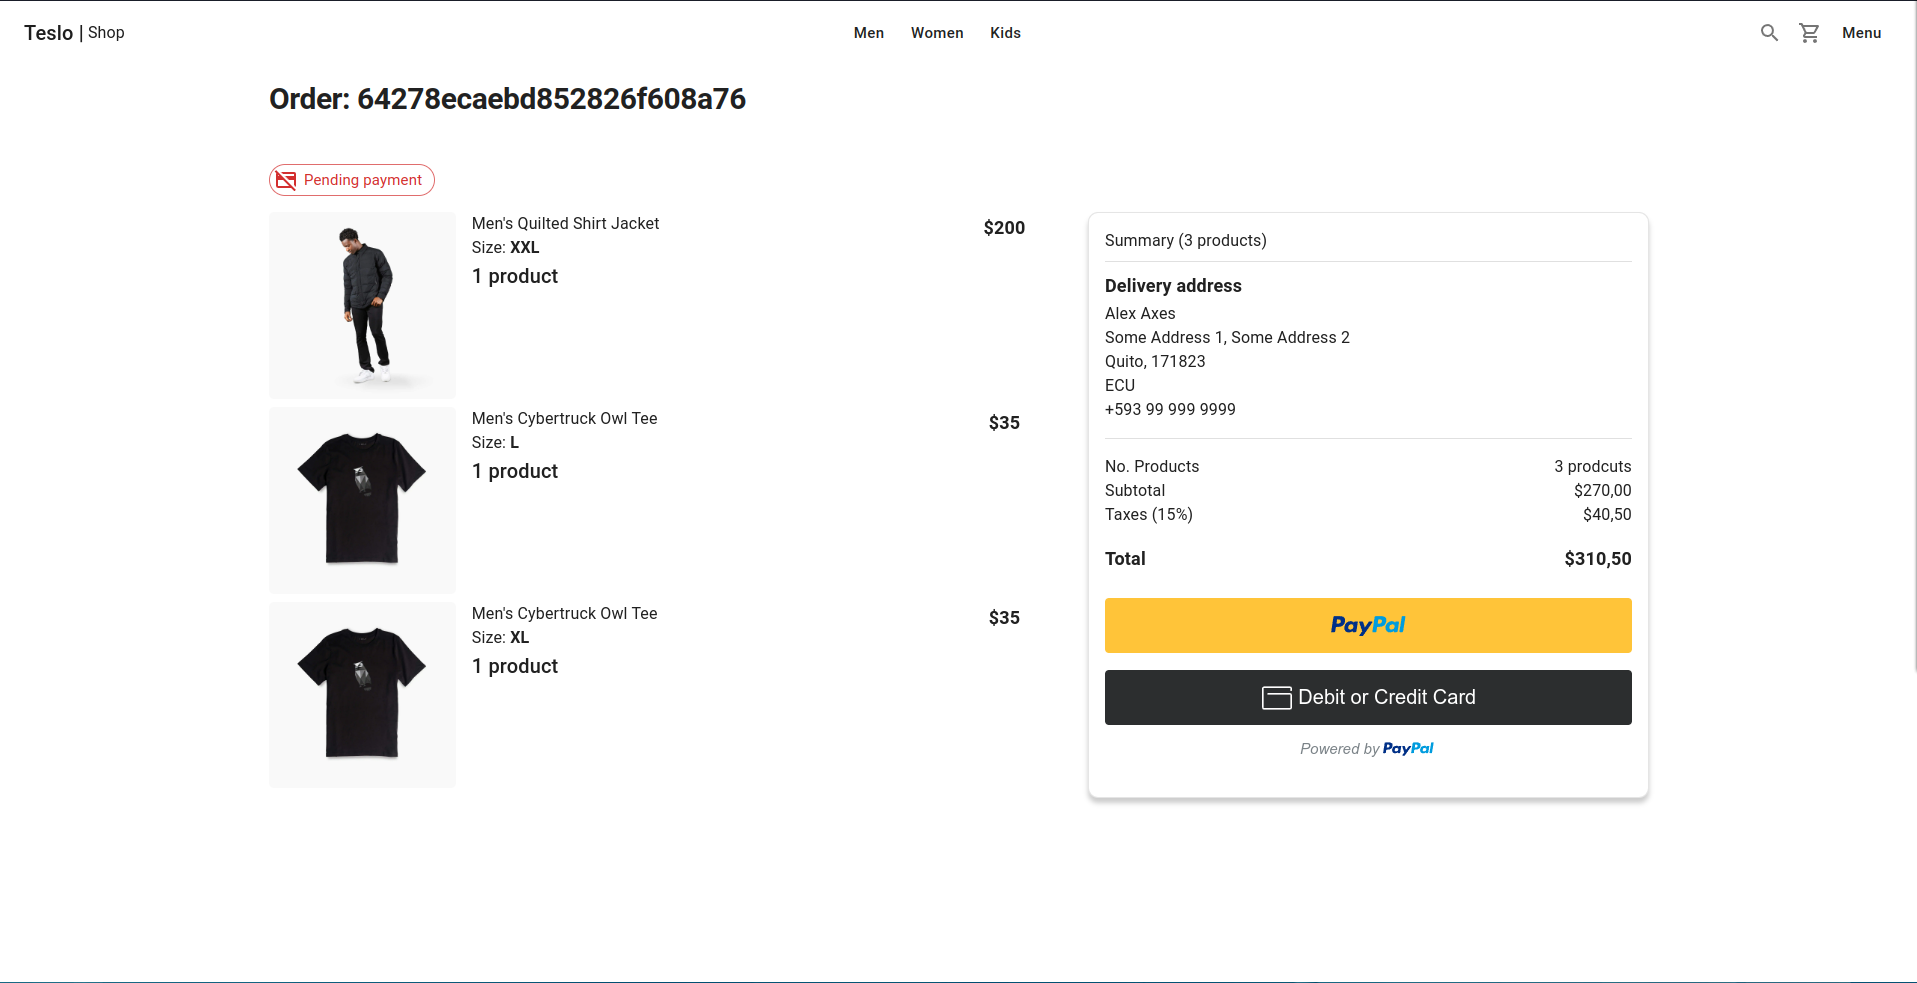 Teslo | Shop
Men Women Kids
Menu
Order: 64278ecaebd852826f608a76
Pending payment
Men's Quilted Shirt Jacket
Size: XXL
1 product
$200
Men's Cybertruck Owl Tee
Size: L
1 product
$35
Men's Cybertruck Owl Tee
Size: XL
1 product
$35
Summary (3 products)
Delivery address
Alex Axes
Some Address 1, Some Address 2
Quito, 171823
ECU
+593 99 999 9999
No. Products 3 prodcuts
Subtotal $270,00
Taxes (15%) $40,50
Total $310,50
PayPal
Debit or Credit Card
Powered by PayPal